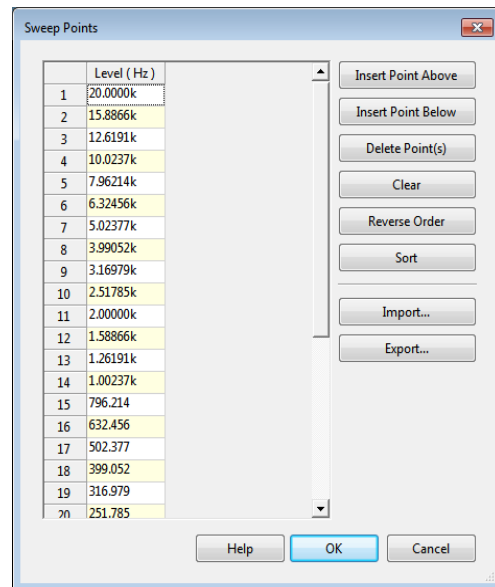 Sweep Points
Level ( Hz )
1 20.0000k
2 15.8866k
3 12.6191k
4 10.0237k
5 7.96214k
6 6.32456k
7 5.02377k
8 3.99052k
9 3.16979k
10 2.51785k
11 2.00000k
12 1.58866k
13 1.26191k
14 1.00237k
15 796.214
16 632.456
17 502.377
18 399.052
19 316.979
20 251.785
Insert Point Above
Insert Point Below
Delete Point(s)
Clear
Reverse Order
Sort
Import...
Export...
Help
OK
Cancel